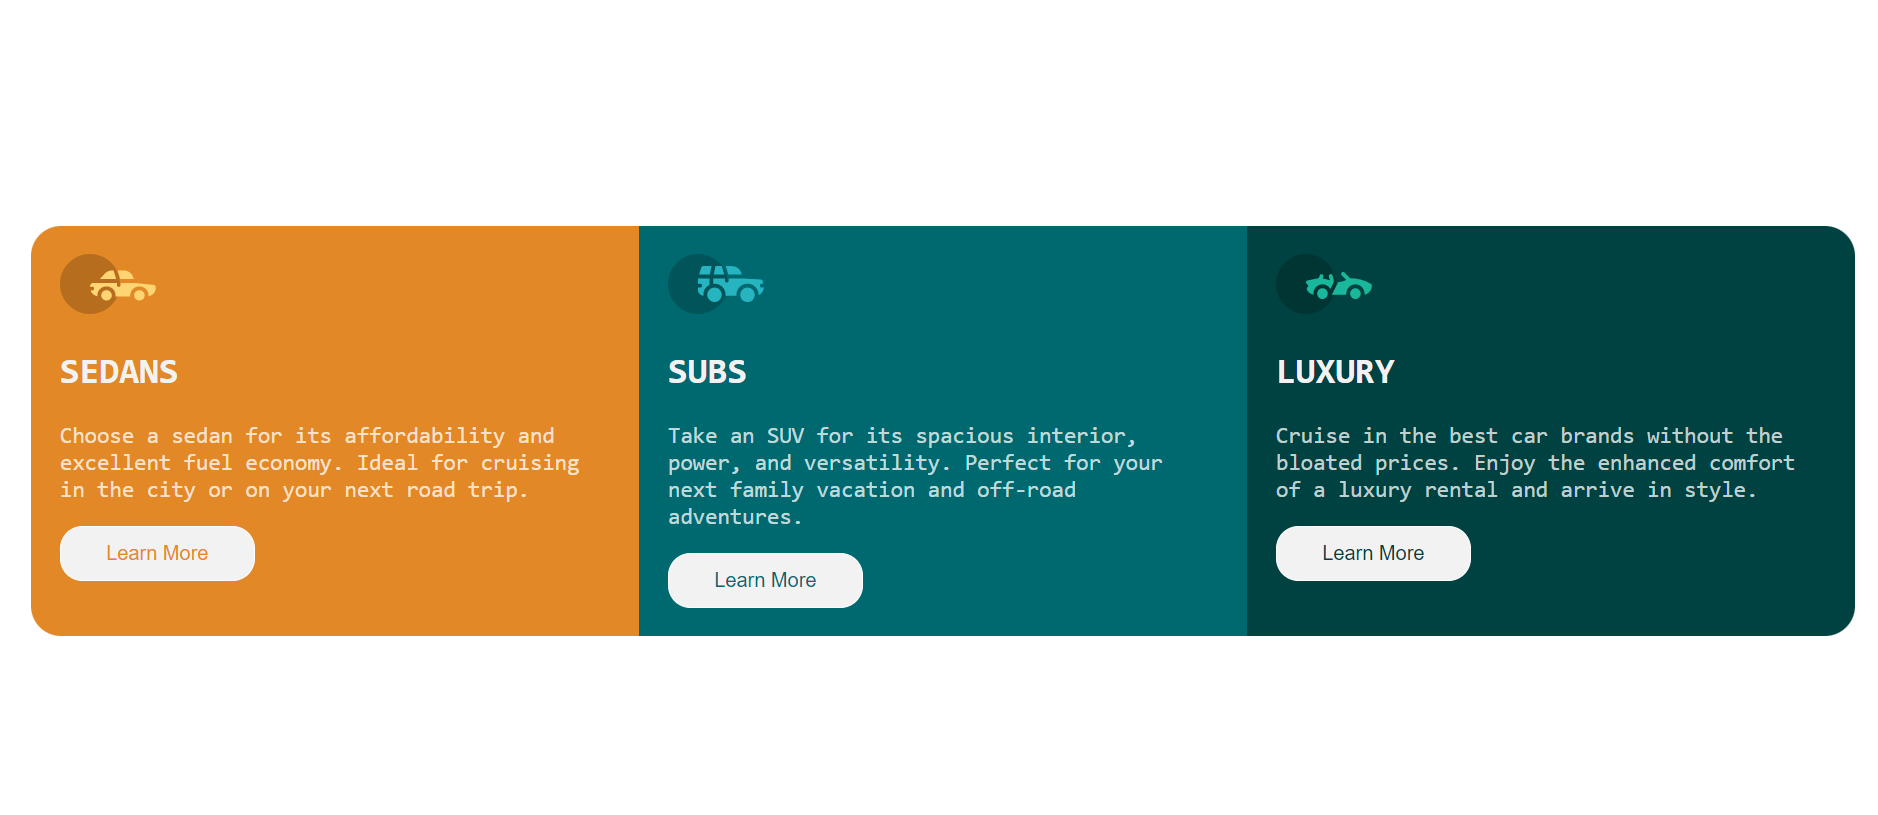 SEDANS
Choose a sedan for its affordability and
excellent fuel economy. Ideal for cruising
in the city or on your next road trip.
Learn More
SUBS
Take an SUV for its spacious interior,
power, and versatility. Perfect for your
next family vacation and off-road
adventures.
Learn More
LUXURY
Cruise in the best car brands without the
bloated prices. Enjoy the enhanced comfort
of a luxury rental and arrive in style.
Learn More